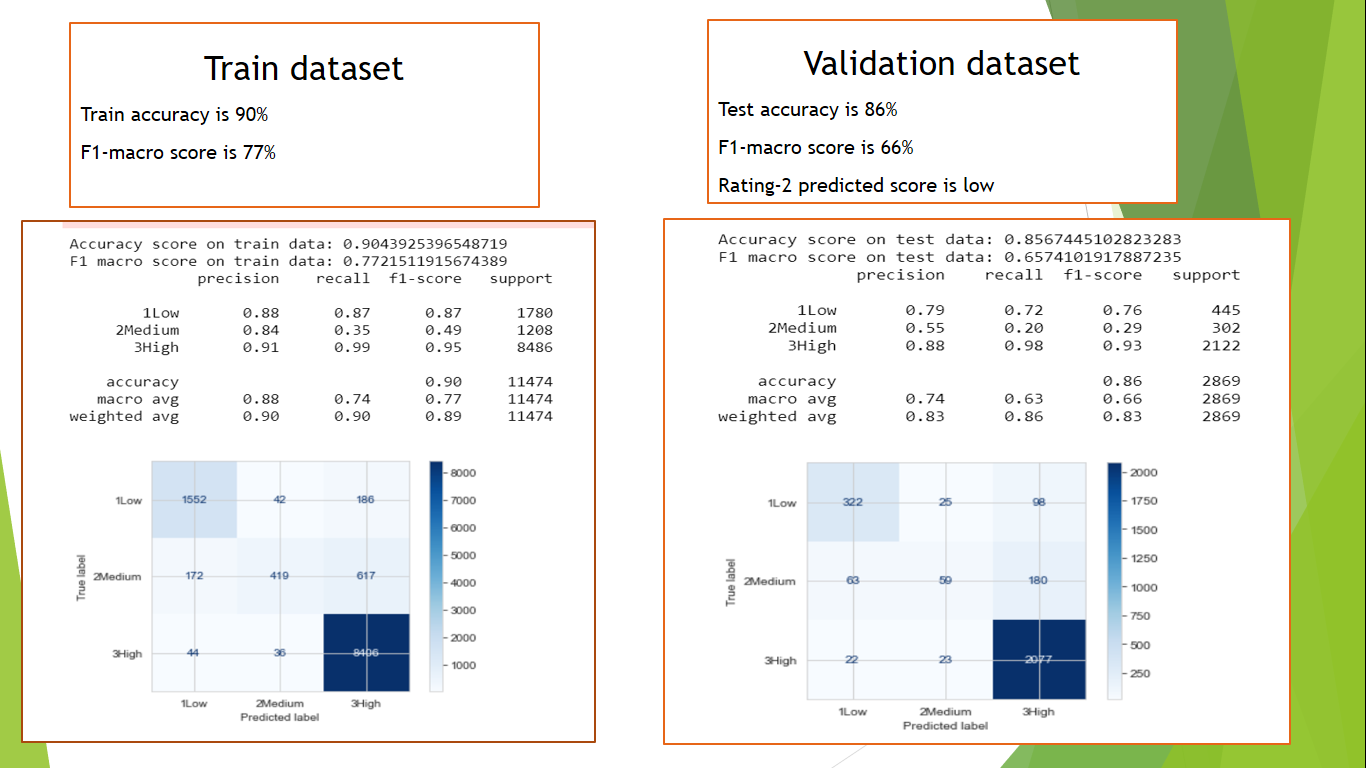 Train dataset
Train accuracy is 90%
F1-macro score is 77%
Accuracy score on train data: 0.9043925396548719
F1 macro score on train data: 0.7721511915674389
precision recall f1-score support
1Low 0.88 0.87 0.87 1780
2Medium 0.84 0.35 0.49 1208
3High 0.91 0.99 0.95 8486
accuracy 0.90 11474
macro avg 0.88 0.74 0.77 11474
weighted avg 0.90 0.90 0.89 11474
True label
1Low 1552 42 186
2Medium 172 419 617
3High 44 36 8406
1Low 2Medium 3High
Predicted label
8000
7000
6000
5000
4000
3000
2000
1000
Validation dataset
Test accuracy is 86%
F1-macro score is 66%
Rating-2 predicted score is low
Accuracy score on test data: 0.8567445102823283
F1 macro score on test data: 0.6574101917887235
precision recall f1-score support
1Low 0.79 0.72 0.76 445
2Medium 0.55 0.20 0.29 302
3High 0.88 0.98 0.93 2122
accuracy 0.86 2869
macro avg 0.74 0.63 0.66 2869
weighted avg 0.83 0.86 0.83 2869
True label
1Low 322 25 98
2Medium 63 59 180
3High 22 23 2077
1Low 2Medium 3High
Predicted label
2000
1750
1500
1250
1000
750
500
250